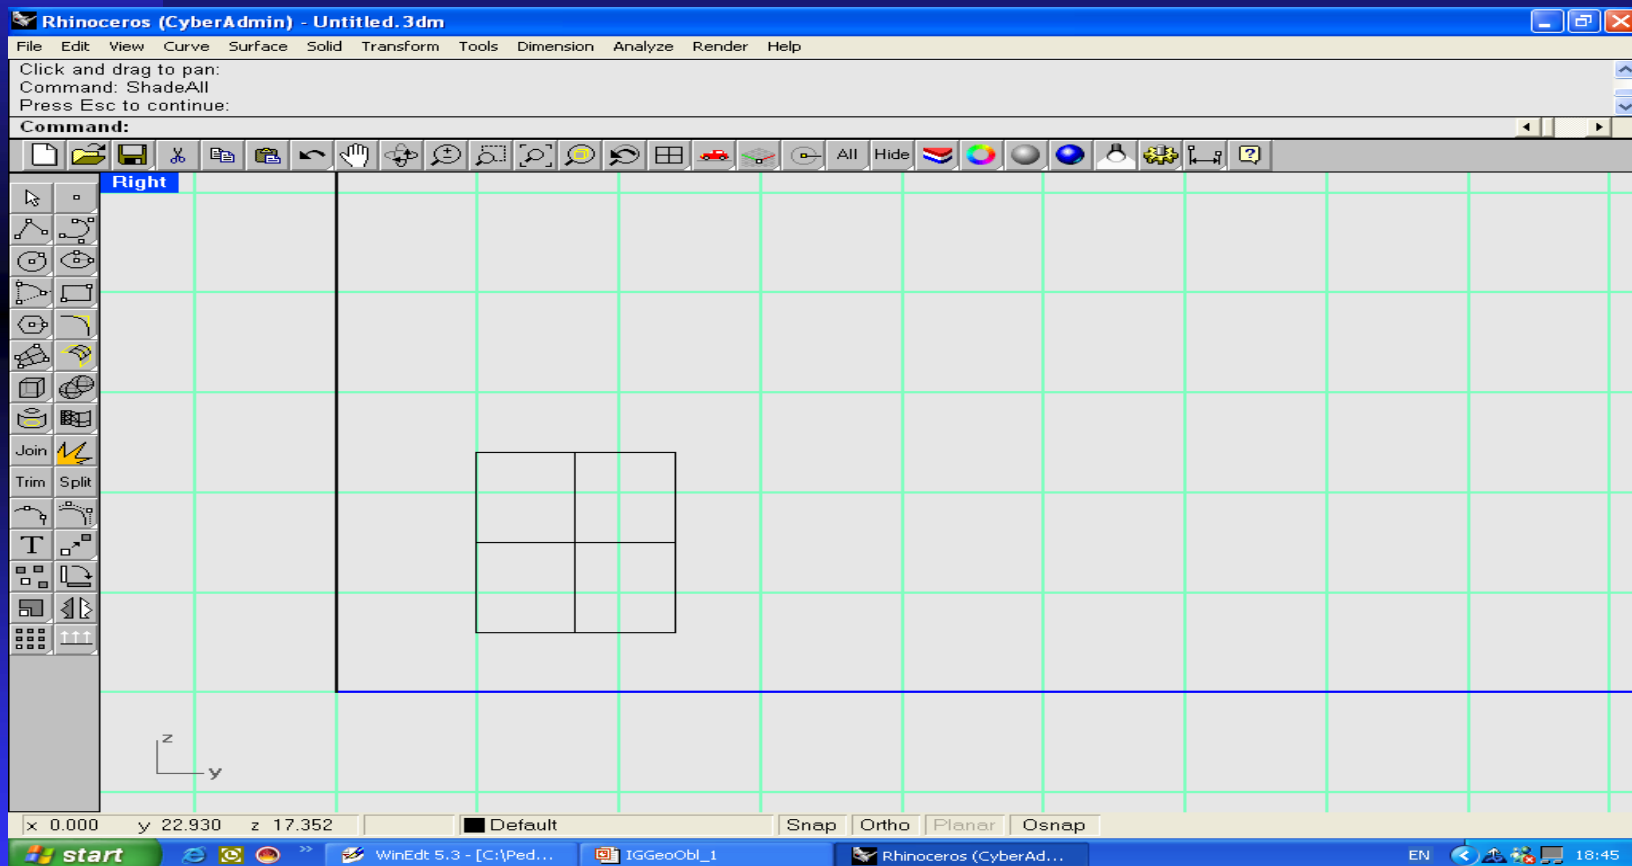 Rhinoceros (CyberAdmin) - Untitled.3dm
File Edit View Curve Surface Solid Transform Tools Dimension Analyze Render Help
Click and drag to pan:
Command: ShadeAll
Press Esc to continue:
Command:
All Hide
Right
Join
Trim Split
T
z
y
x 0.000 y 22.930 z 17.352 Default Snap Ortho Planar Osnap
start WinEdt 5.3 - [C:\Ped... IGGeoObl_1 Rhinoceros (CyberAd... EN 18:45